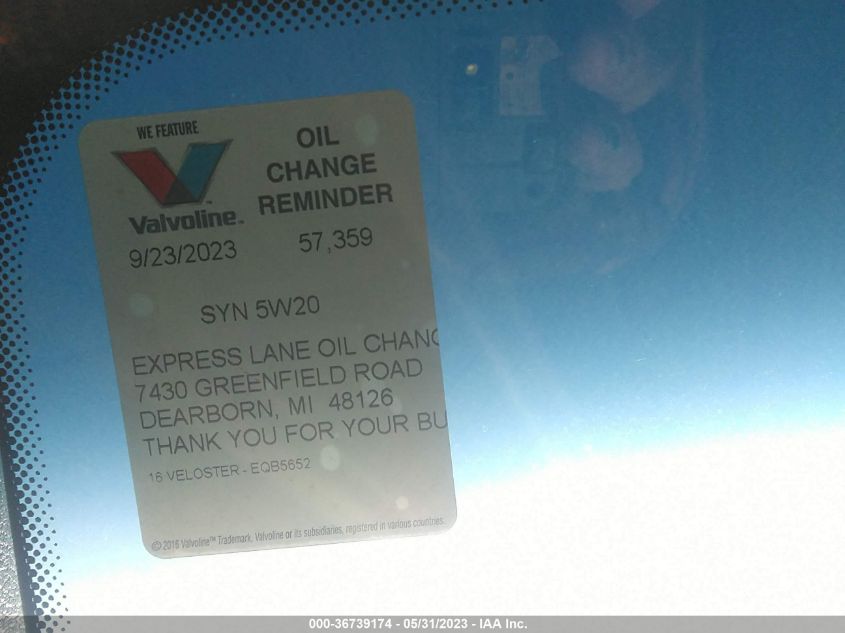 WE FEATURE
Valvoline™
OIL
CHANGE
REMINDER
9/23/2023 57,359
SYN 5W20
EXPRESS LANE OIL CHANG
7430 GREENFIELD ROAD
DEARBORN, MI 48126
THANK YOU FOR YOUR BU
16 VELOSTER - EQB5652
© 2016 Valvoline™ Trademark, Valvoline or its subsidiaries, registered in various countries.
000-36739174 - 05/31/2023 - IAA Inc.